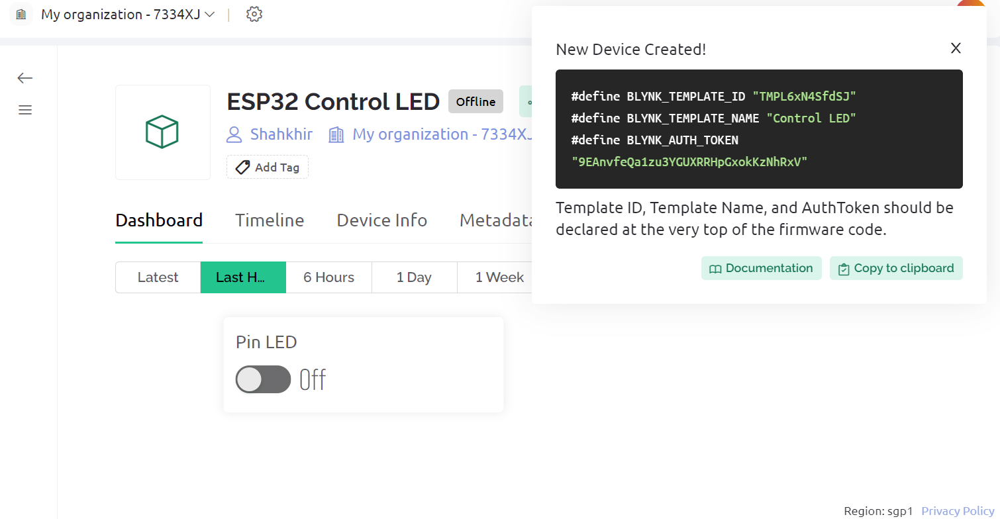 My organization - 7334XJ
New Device Created!
X
#define BLYNK_TEMPLATE_ID "TMPL6xN4SfdSJ"
#define BLYNK_TEMPLATE_NAME "Control LED"
#define BLYNK_AUTH_TOKEN
"9EAnvfeQa1zu3YGUXRRHpGxokKzNhRxV"
Template ID, Template Name, and AuthToken should be
declared at the very top of the firmware code.
Documentation Copy to clipboard
ESP32 Control LED Offline
Shahkhir My organization - 7334XJ
Add Tag
Dashboard Timeline Device Info Metadata
Latest Last H... 6 Hours 1 Day 1 Week
Pin LED
Off
Region: sgp1 Privacy Policy